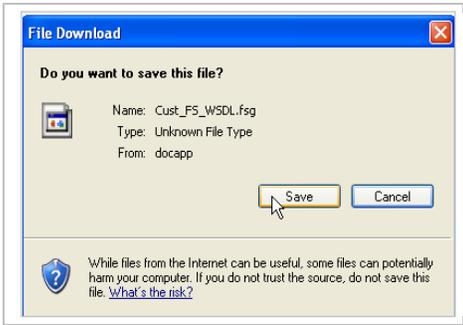 File Download
Do you want to save this file?
Name: Cust_FS_WSDL.fsg
Type: Unknown File Type
From: docapp
Save Cancel
While files from the Internet can be useful, some files can potentially
harm your computer. If you do not trust the source, do not save this
file. What's the risk?